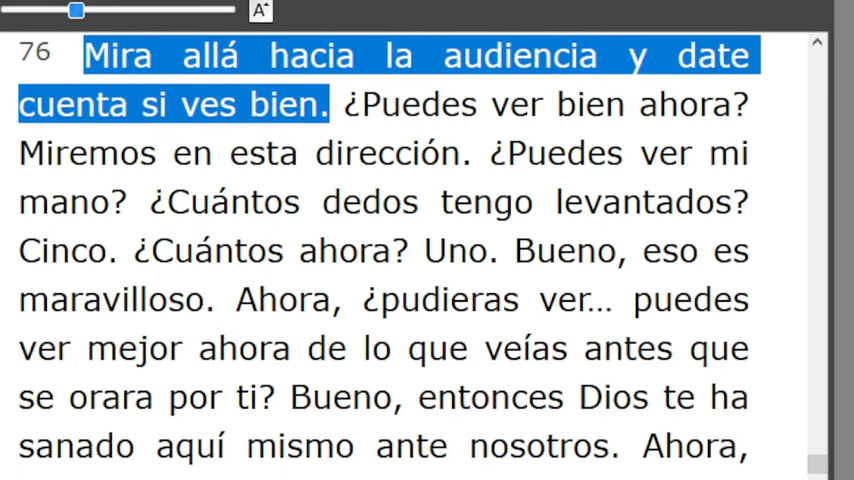 A
76 Mira allá hacia la audiencia y date
cuenta si ves bien. ¿Puedes ver bien ahora?
Miremos en esta dirección. ¿Puedes ver mi
mano? ¿Cuántos dedos tengo levantados?
Cinco. ¿Cuántos ahora? Uno. Bueno, eso es
maravilloso. Ahora, ¿pudieras ver... puedes
ver mejor ahora de lo que veías antes que
se orara por ti? Bueno, entonces Dios te ha
sanado aquí mismo ante nosotros. Ahora,